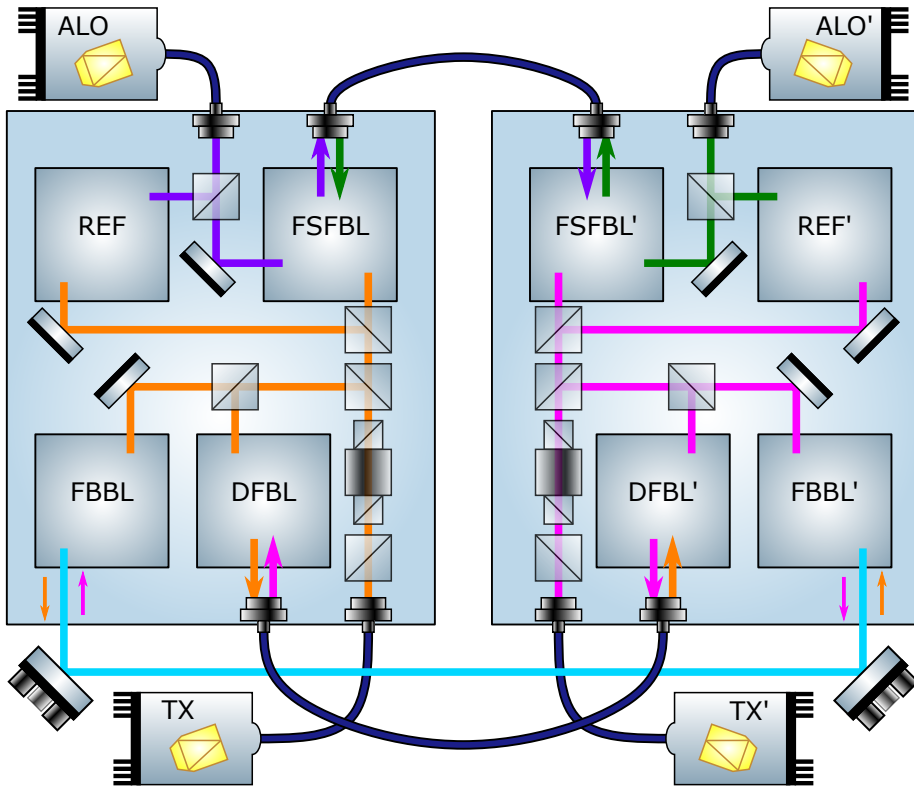 ALO
ALO'
REF
FSFBL
FSFBL'
REF'
FBBL
DFBL
DFBL'
FBBL'
TX
TX'